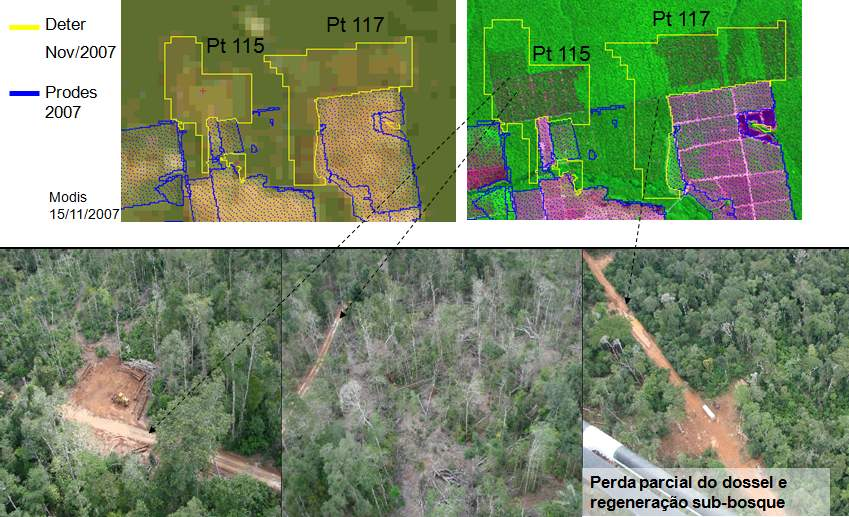 Deter
Nov/2007
Prodes
2007
Modis
15/11/2007
Pt 115
Pt 117
Pt 115
Pt 117
Perda parcial do dossel e
regeneração sub-bosque